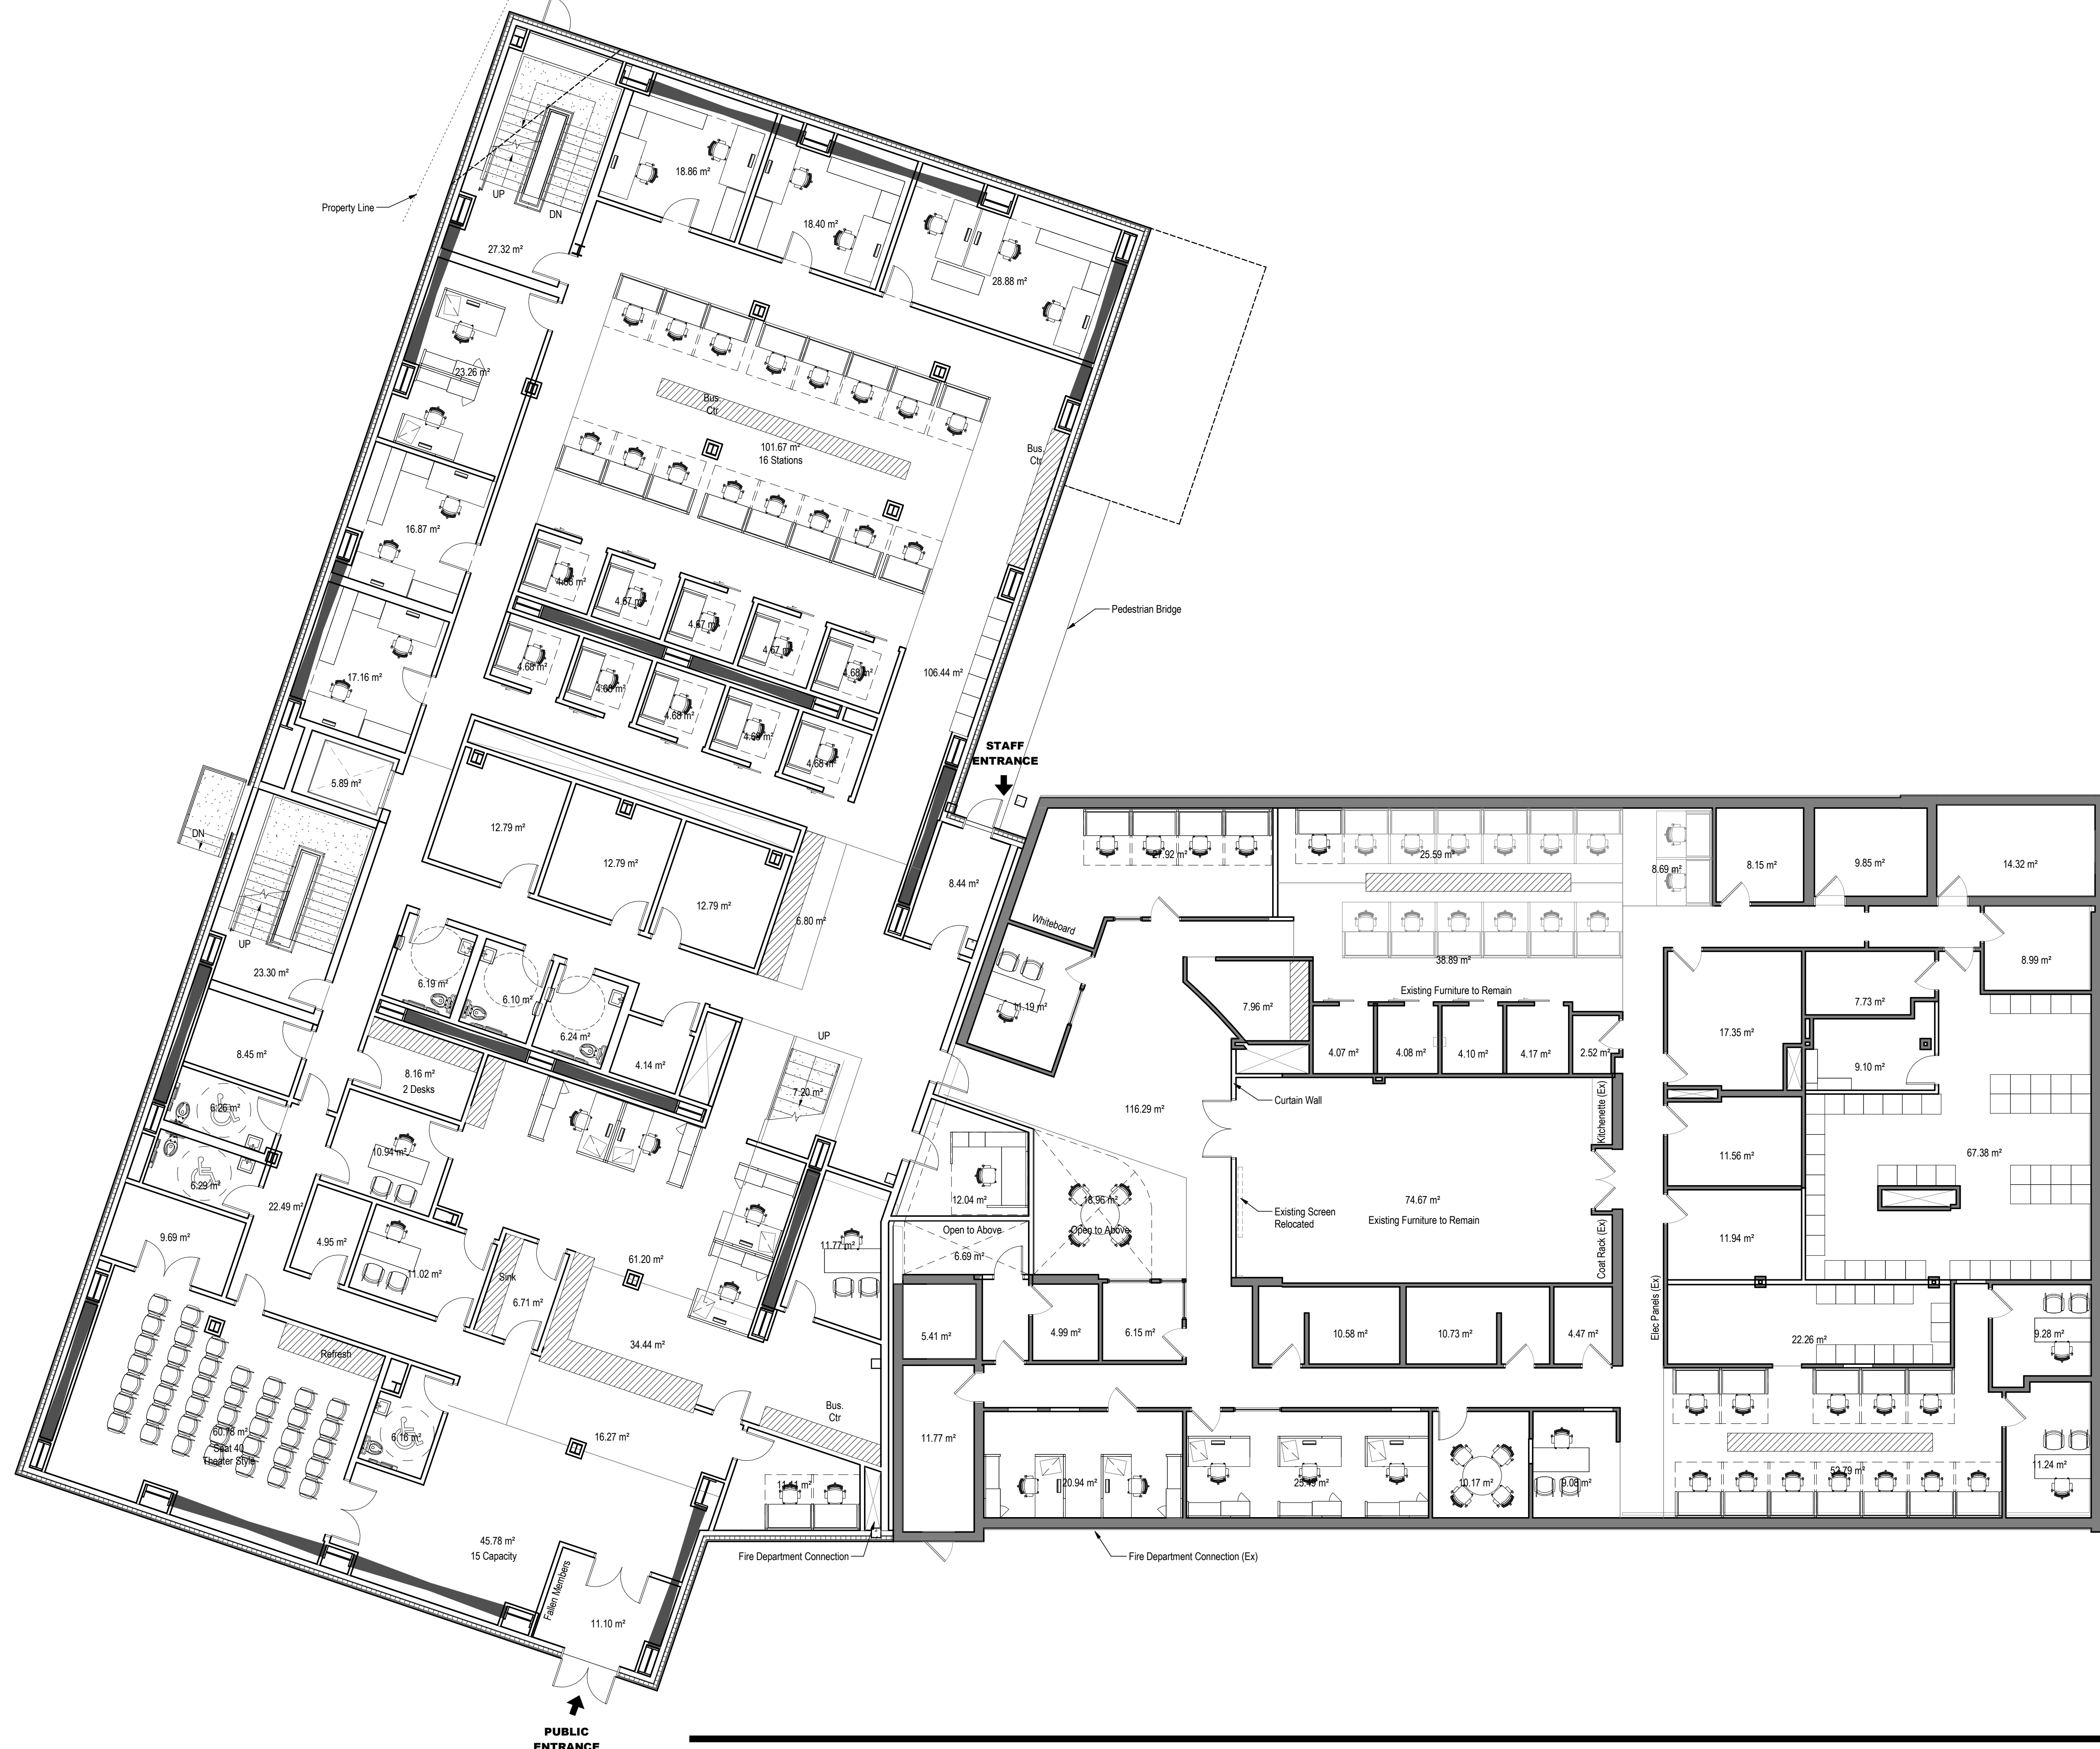 Property Line
UP
DN
27.32 m²
18.86 m²
18.40 m²
28.88 m²
23.26 m²
Bus.
Ctr
101.67 m²
16 Stations
Bus.
Ctr
16.87 m²
4.67 m²
4.67 m²
4.67 m²
4.68 m²
Pedestrian Bridge
17.16 m²
4.68 m²
4.68 m²
4.68 m²
4.68 m²
106.44 m²
5.89 m²
STAFF
ENTRANCE
DN
12.79 m²
12.79 m²
12.79 m²
6.80 m²
8.44 m²
UP
23.30 m²
6.19 m²
6.10 m²
6.24 m²
4.14 m²
UP
7.20 m²
8.45 m²
8.16 m²
2 Desks
6.26 m²
6.29 m²
10.94 m²
22.49 m²
9.69 m²
4.95 m²
11.02 m²
Sink
6.71 m²
61.20 m²
34.44 m²
11.77 m²
Refresh
60.78 m²
Seat 40
Theater Style
6.16 m²
16.27 m²
Bus.
Ctr
45.78 m²
15 Capacity
Fallen Members
11.10 m²
PUBLIC
ENTRANCE
Fire Department Connection
27.92 m²
25.59 m²
8.69 m²
8.15 m²
9.85 m²
14.32 m²
Whiteboard
11.19 m²
38.89 m²
Existing Furniture to Remain
7.96 m²
4.07 m²
4.08 m²
4.10 m²
4.17 m²
2.52 m²
17.35 m²
7.73 m²
8.99 m²
9.10 m²
116.29 m²
Curtain Wall
Kitchenette (Ex)
11.56 m²
67.38 m²
12.04 m²
18.96 m²
Open to Above
Open to Above
6.69 m²
Existing Screen
Relocated
74.67 m²
Existing Furniture to Remain
Coat Rack (Ex)
11.94 m²
Elec Panels (Ex)
5.41 m²
4.99 m²
6.15 m²
10.58 m²
10.73 m²
4.47 m²
22.26 m²
9.28 m²
11.77 m²
20.94 m²
10.17 m²
9.08 m²
52.79 m²
11.24 m²
Fire Department Connection (Ex)